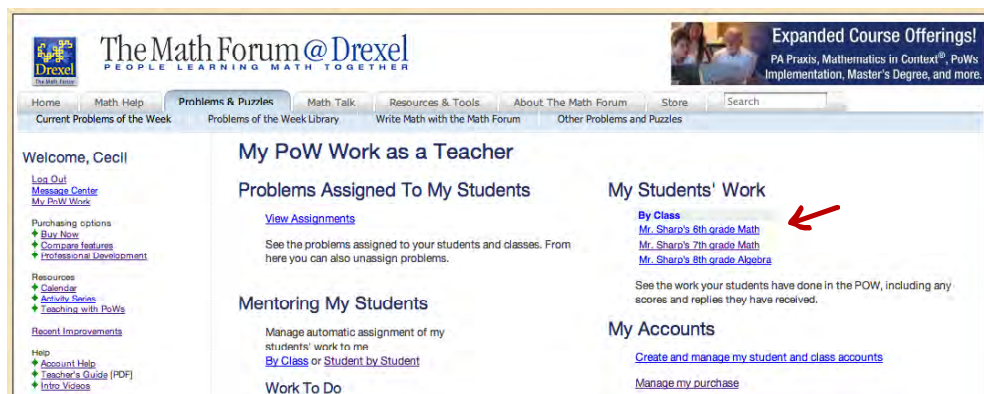 Drexel
The Math Forum
The Math Forum @ Drexel
PEOPLE LEARNING MATH TOGETHER
Expanded Course Offerings!
PA Praxis, Mathematics in Context®, PoWs
Implementation, Master's Degree, and more.
Home Math Help Problems & Puzzles Math Talk Resources & Tools About The Math Forum Store Search
Current Problems of the Week Problems of the Week Library Write Math with the Math Forum Other Problems and Puzzles
Welcome, Cecil
Log Out
Message Center
My PoW Work
Purchasing options
Buy Now
Compare features
Professional Development
Resources
Calendar
Activity Series
Teaching with PoWs
Recent Improvements
Help
Account Help
Teacher's Guide [PDF]
Intro Videos
My PoW Work as a Teacher
Problems Assigned To My Students
View Assignments
See the problems assigned to your students and classes. From
here you can also unassign problems.
Mentoring My Students
Manage automatic assignment of my
students' work to me
By Class or Student by Student
Work To Do
My Students' Work
By Class
Mr. Sharp's 6th grade Math
Mr. Sharp's 7th grade Math
Mr. Sharp's 8th grade Algebra
See the work your students have done in the POW, including any
scores and replies they have received.
My Accounts
Create and manage my student and class accounts
Manage my purchase